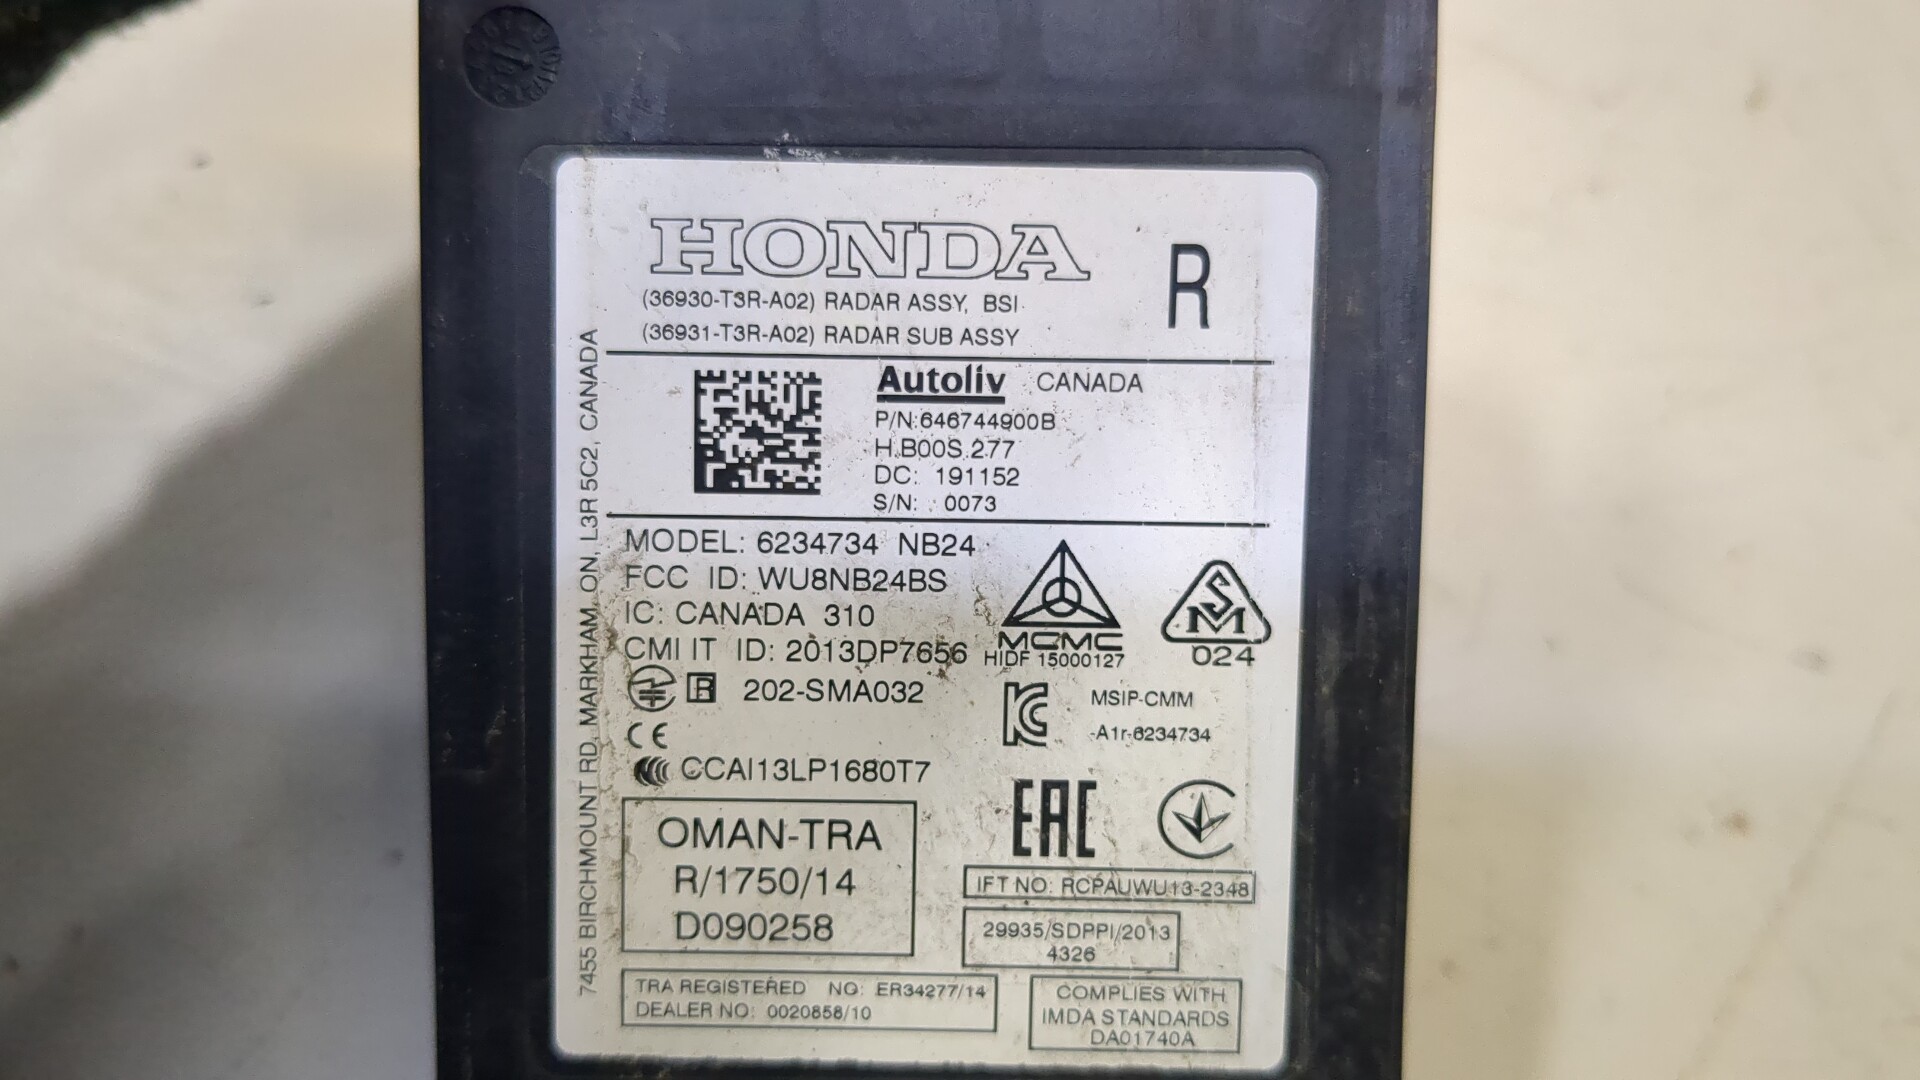 HONDA
R
(36930-T3R-A02) RADAR ASSY, BSI
(36931-T3R-A02) RADAR SUB ASSY
Autoliv CANADA
P/N:646744900B
H.B00S.277
DC: 191152
S/N: 0073
MODEL: 6234734 NB24
FCC ID: WU8NB24BS
IC: CANADA 310
CMI IT ID: 2013DP7656
MCMC
HIDF 15000127
SM
024
R 202-SMA032
KC
MSIP-CMM
-A1r-6234734
CE
CCAI13LP1680T7
OMAN-TRA
R/1750/14
D090258
EAC
IFT NO: RCPAUWU13-2348
29935/SDPPI/2013
4326
TRA REGISTERED NO: ER34277/14
DEALER NO: 0020858/10
COMPLIES WITH
IMDA STANDARDS
DA01740A
7455 BIRCHMOUNT RD, MARKHAM, ON, L3R 5C2, CANADA